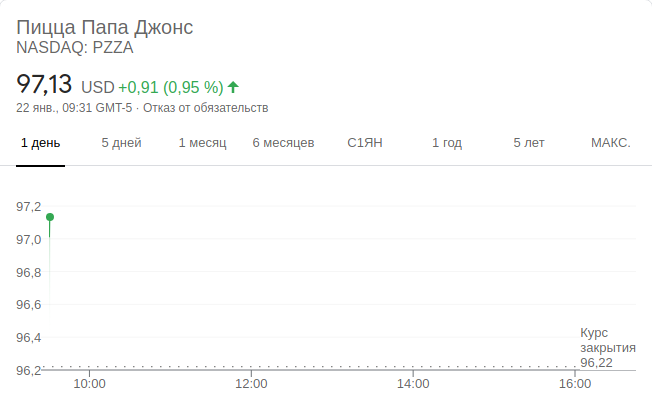 Пицца Папа Джонс
NASDAQ: PZZA
97,13 USD +0,91 (0,95 %)
22 янв., 09:31 GMT-5 · Отказ от обязательств
1 день 5 дней 1 месяц 6 месяцев С1ЯН 1 год 5 лет МАКС.
97,2
97,0
96,8
96,6
96,4
96,2
Курс
закрытия
96,22
10:00 12:00 14:00 16:00